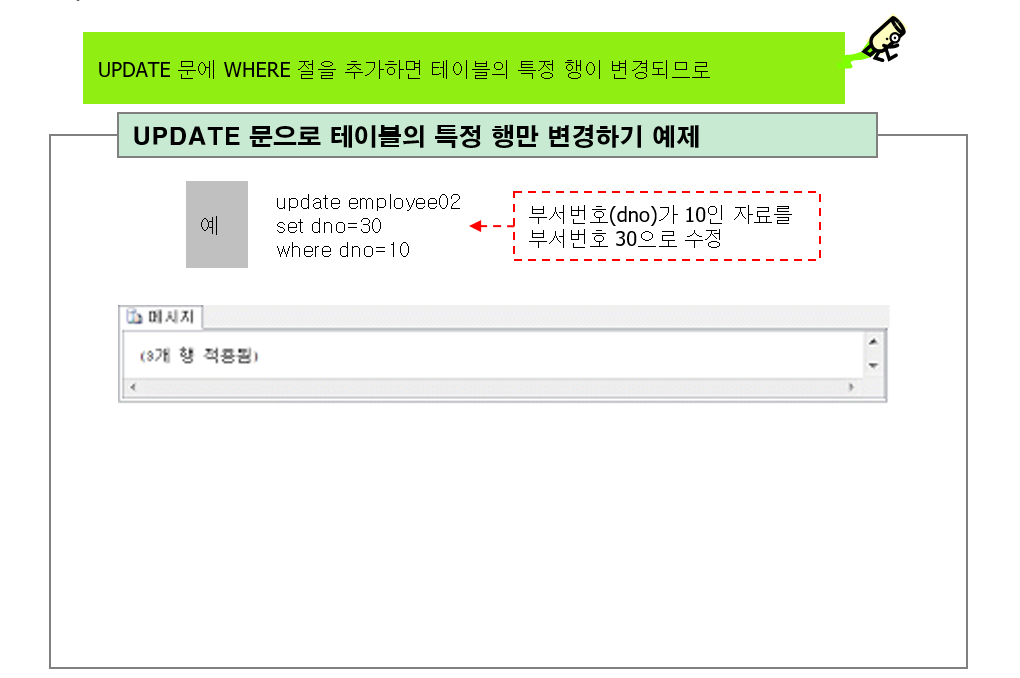 UPDATE 문에 WHERE 절을 추가하면 테이블의 특정 행이 변경되므로
UPDATE 문으로 테이블의 특정 행만 변경하기 예제
예
update employee02
set dno=30
where dno=10
부서번호(dno)가 10인 자료를
부서번호 30으로 수정
메시지
(3개 행 적용됨)